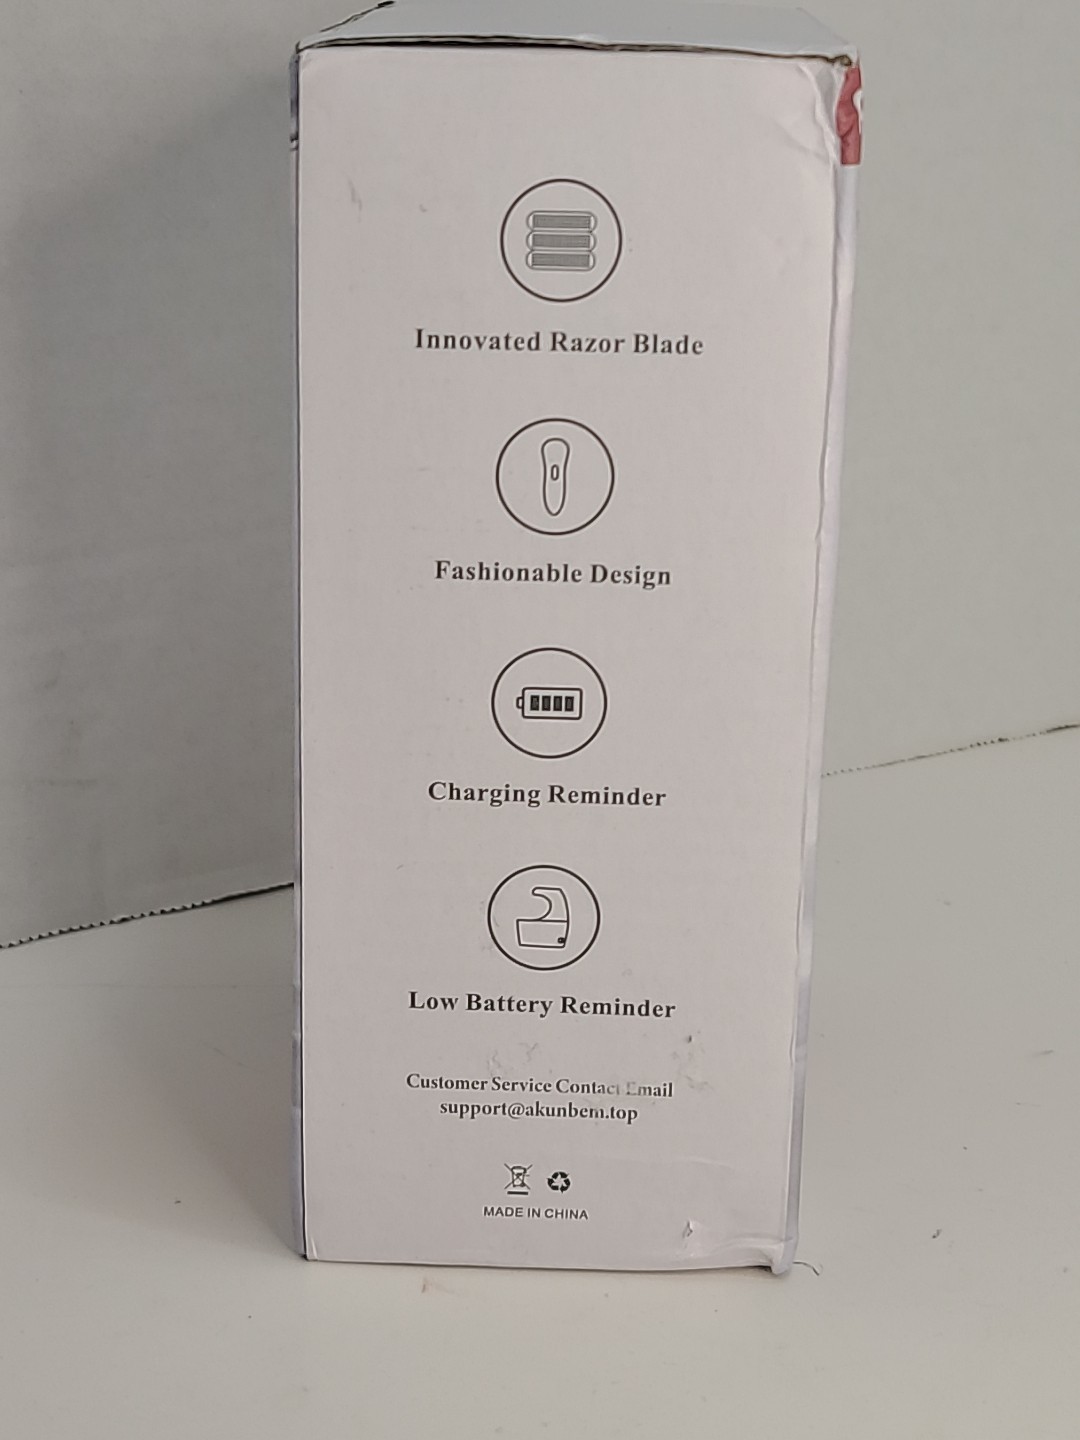 Innovated Razor Blade
Fashionable Design
Charging Reminder
Low Battery Reminder
Customer Service Contact Email
support@akunbem.top
MADE IN CHINA